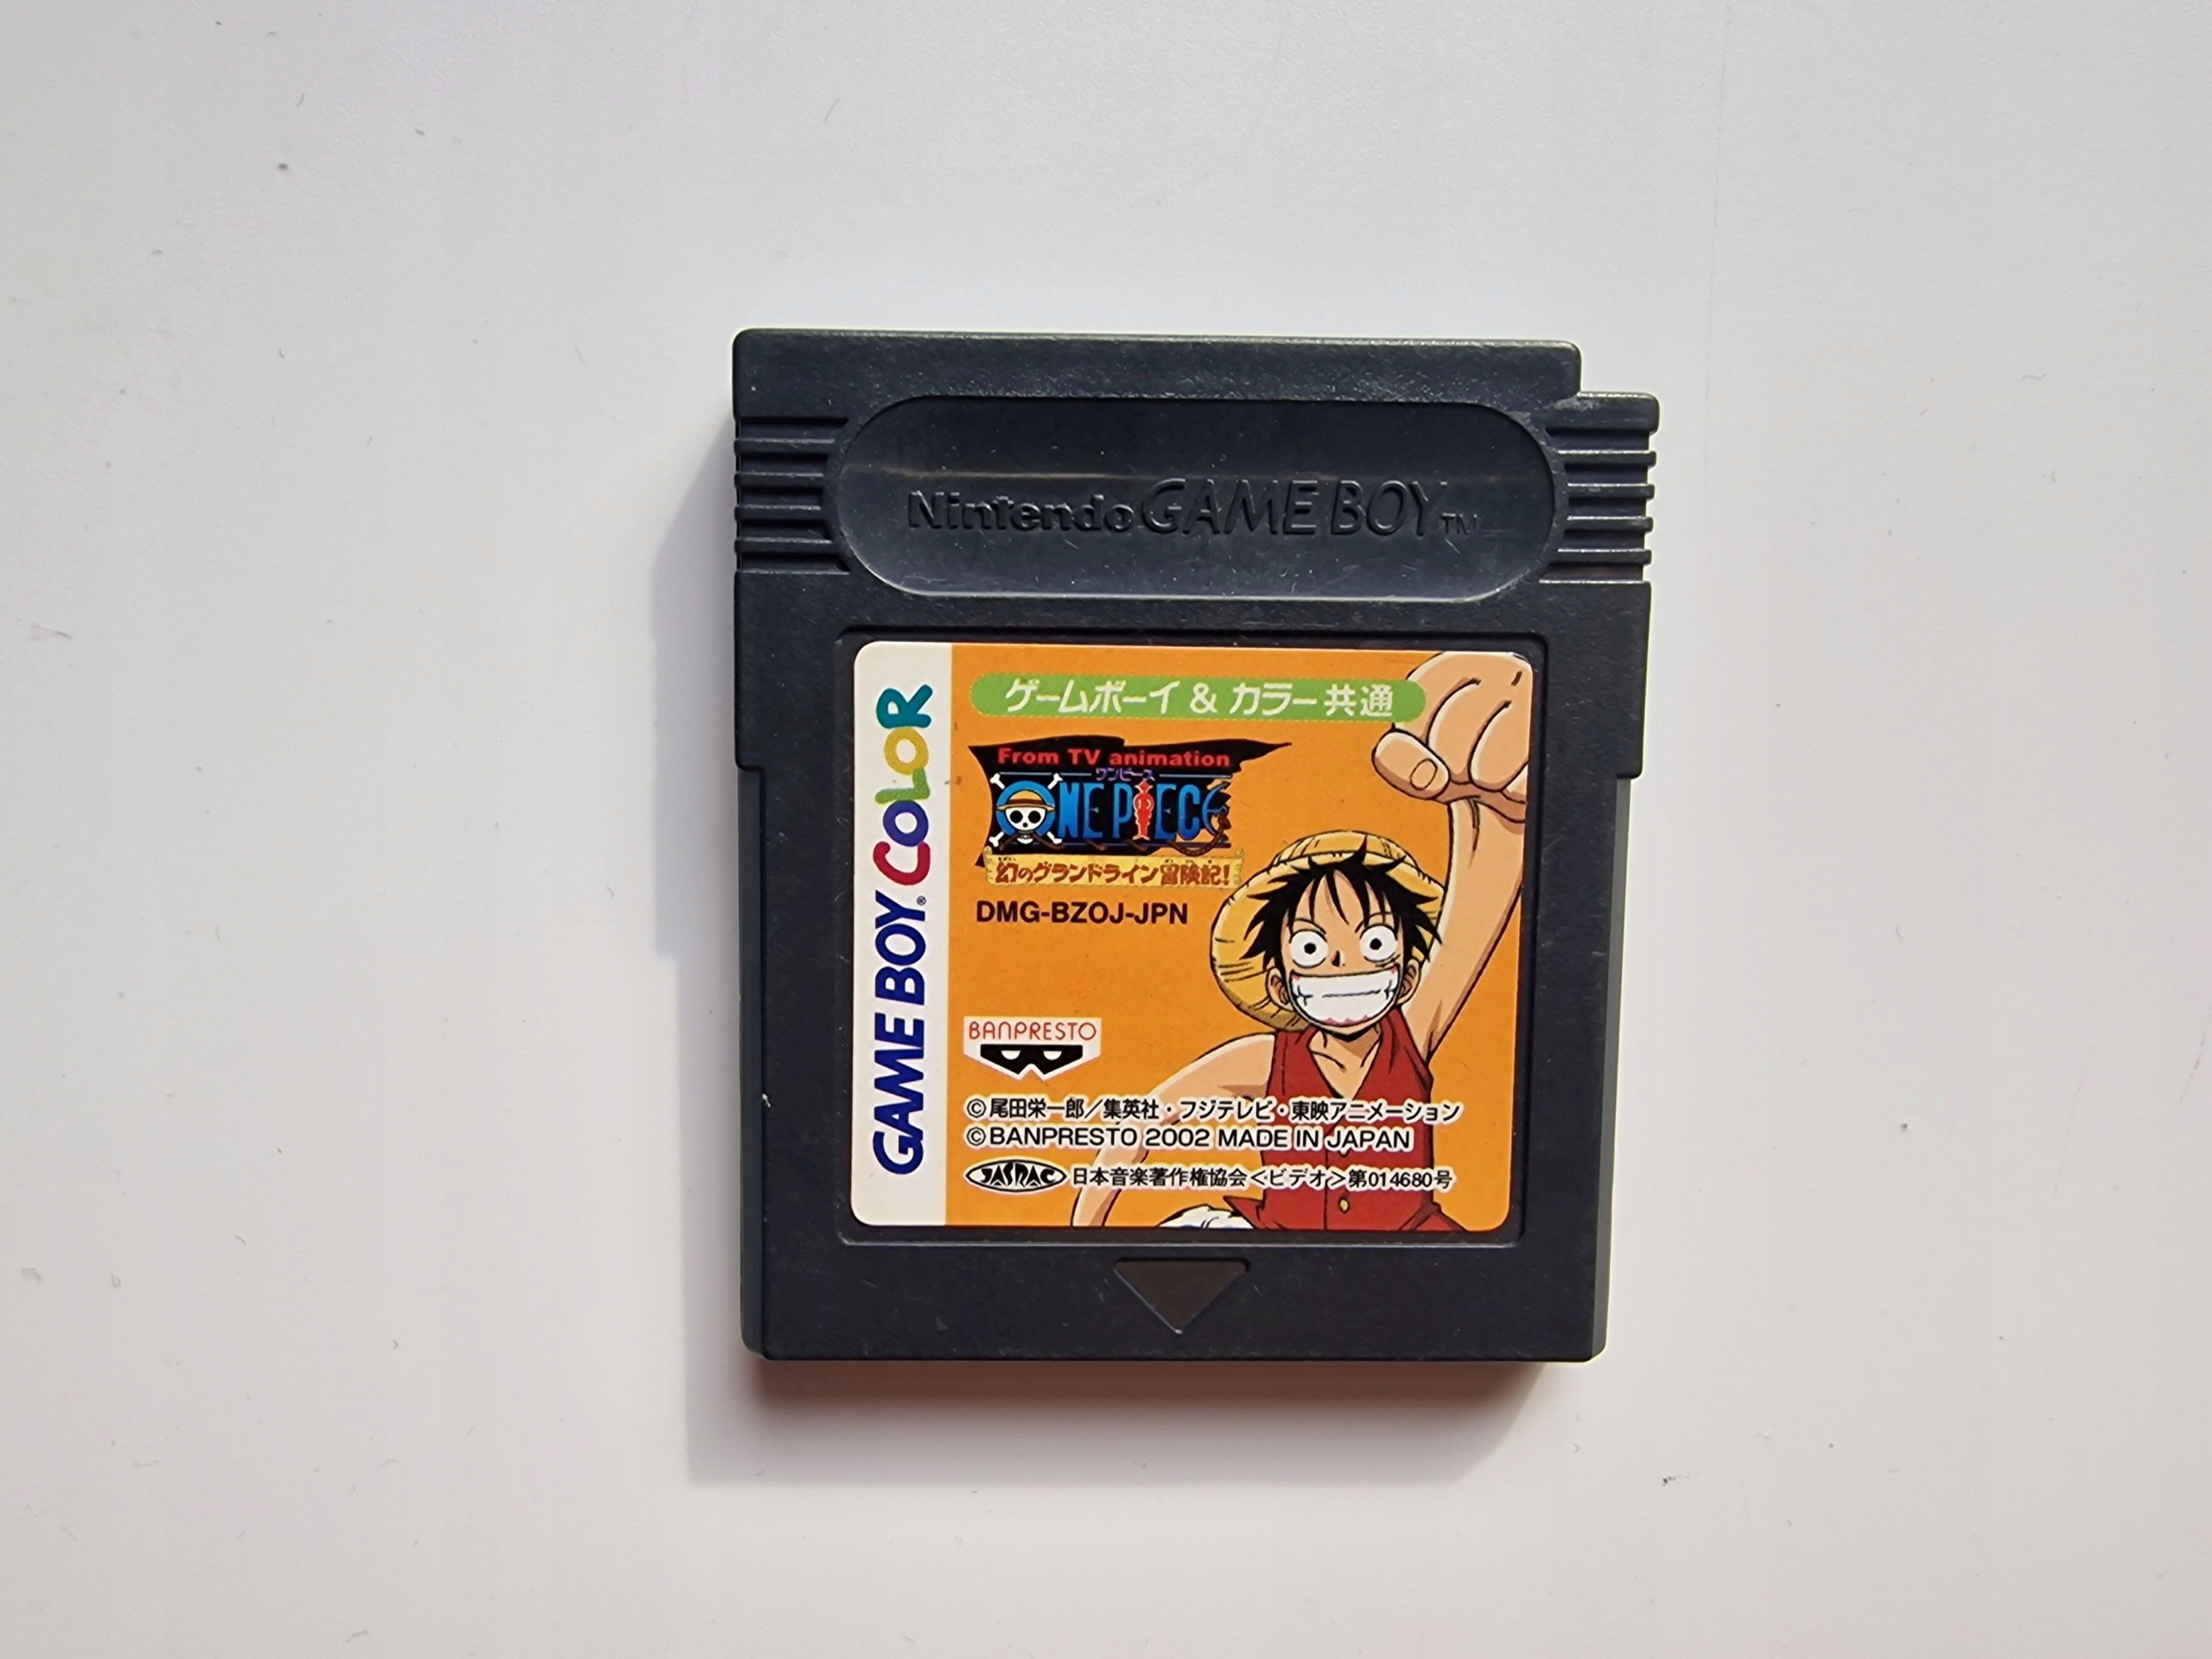 Nintendo GAME BOY™
GAME BOY® COLOR
ゲームボーイ & カラー共通
From TV animation
ワンピース
ONE PIECE
幻のグランドライン冒険記!
DMG-BZOJ-JPN
BANPRESTO
©尾田栄一郎/集英社・フジテレビ・東映アニメーション
©BANPRESTO 2002 MADE IN JAPAN
JASRAC 日本音楽著作権協会<ビデオ>第014680号